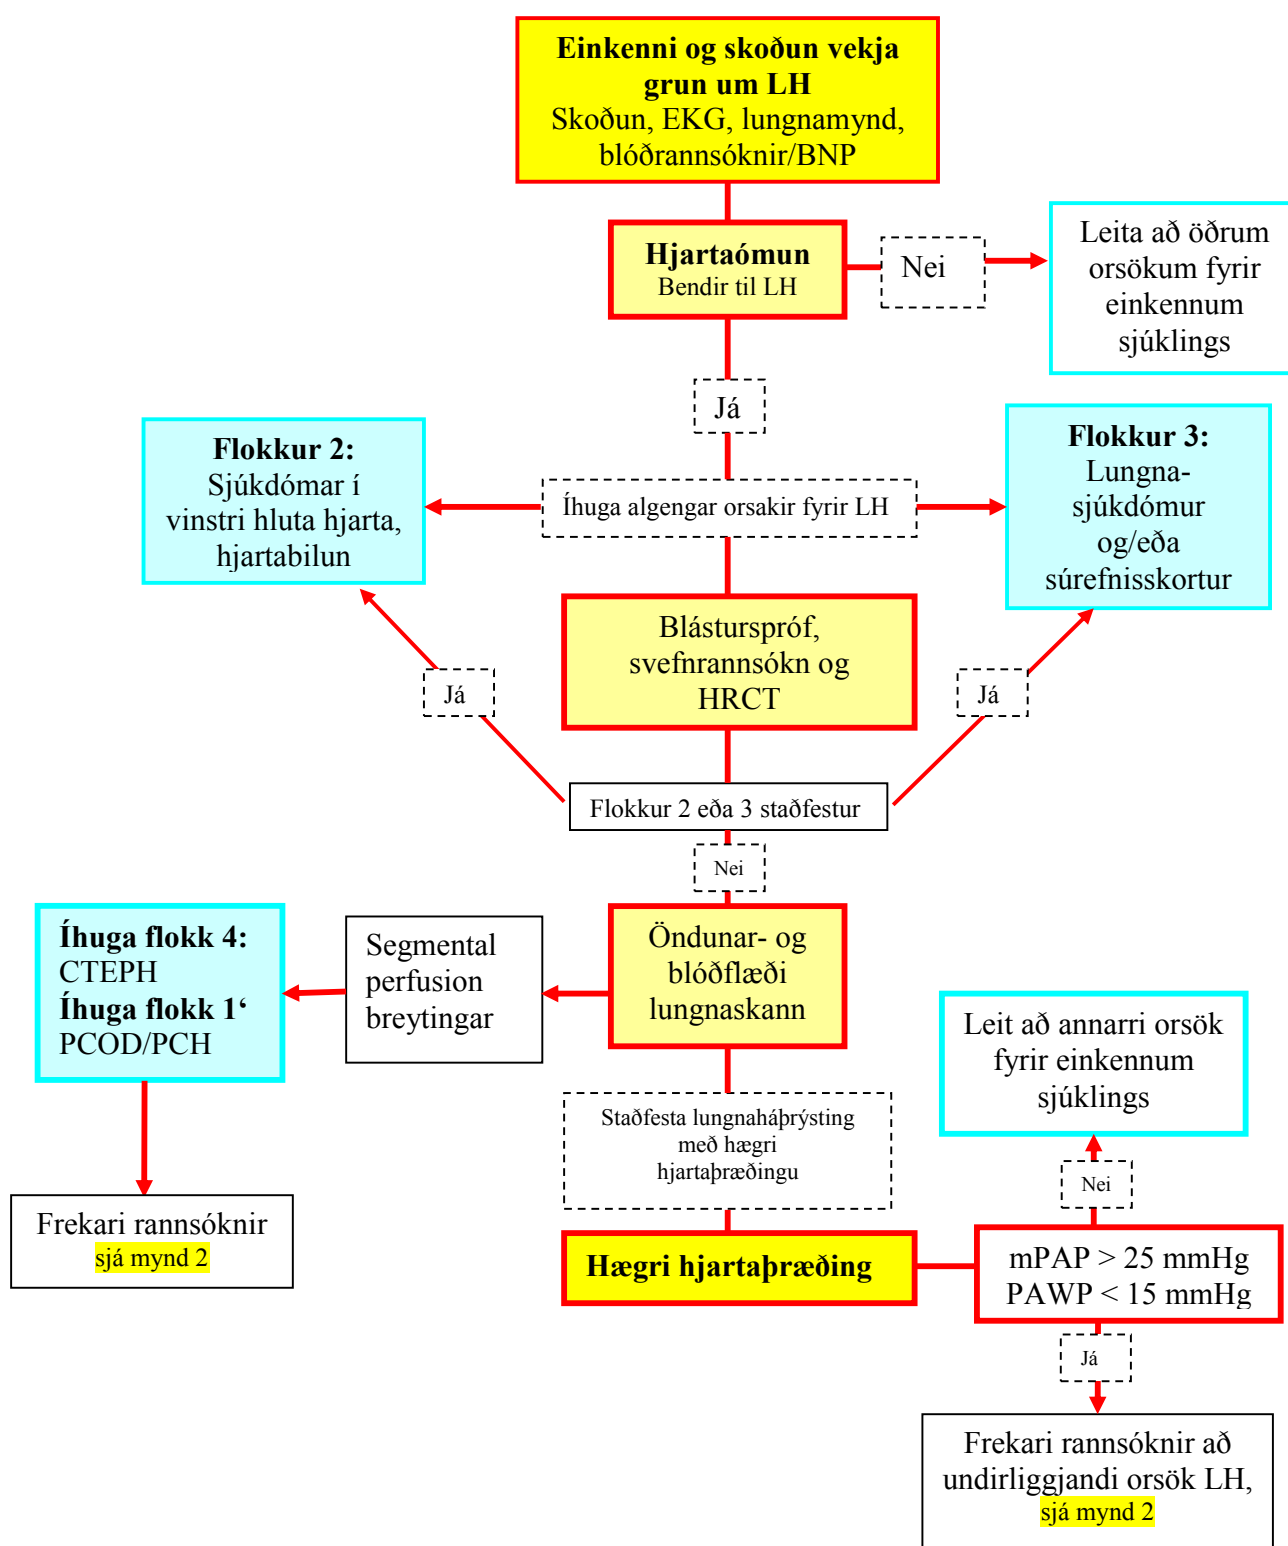 Einkenni og skoðun vekja
grun um LH
Skoðun, EKG, lungnamynd,
blóðrannsóknir/BNP
Hjartaómun
Bendir til LH
Nei
Leita að öðrum
orsökum fyrir
einkennum
sjúklings
Já
Flokkur 2:
Sjúkdómar í
vinstri hluta hjarta,
hjartabilun
Íhuga algengar orsakir fyrir LH
Flokkur 3:
Lungna-
sjúkdómur
og/eða
súrefnisskortur
Blásturspróf,
svefnrannsókn og
HRCT
Já
Já
Flokkur 2 eða 3 staðfestur
Nei
Íhuga flokk 4:
CTEPH
Íhuga flokk 1‘
PCOD/PCH
Segmental
perfusion
breytingar
Öndunar- og
blóðflæði
lungnaskann
Leit að annarri orsök
fyrir einkennum
sjúklings
Staðfesta lungnaháþrýsting
með hægri
hjartaþræðingu
Nei
Frekari rannsóknir
sjá mynd 2
Hægri hjartaþræðing
mPAP > 25 mmHg
PAWP < 15 mmHg
Já
Frekari rannsóknir að
undirliggjandi orsök LH,
sjá mynd 2